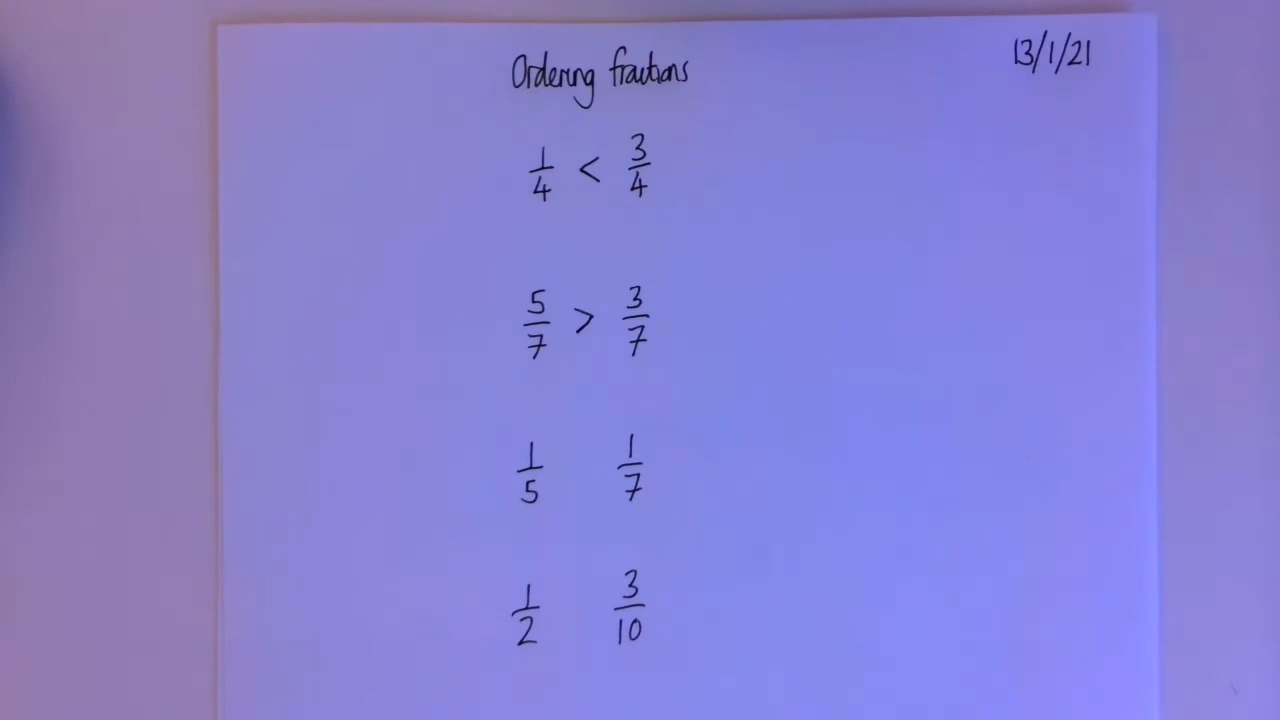 Ordering fractions 13/1/21
1/4 < 3/4
5/7 > 3/7
1/5 1/7
1/2 3/10